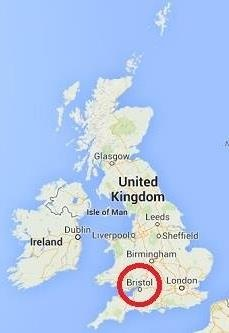 Glasgow
United
Kingdom
Isle of Man
Leeds
Dublin
Liverpool
Sheffield
Ireland
Birmingham
Bristol
London